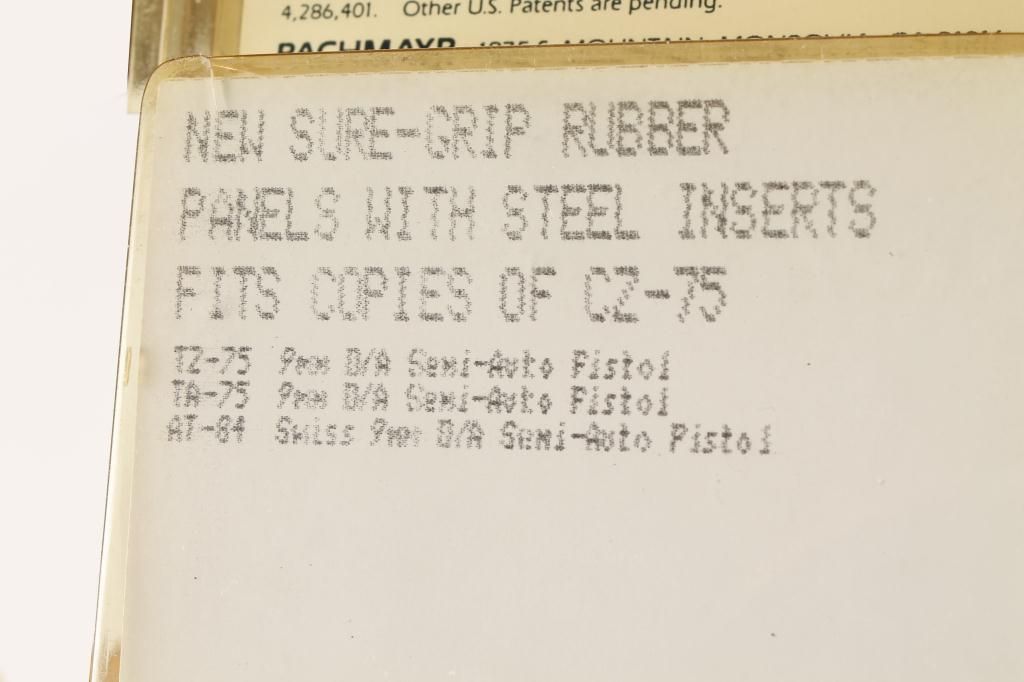 4,286,401. Other U.S. Patents are pending.
PACHMAYR
NEW SURE-GRIP RUBBER
PANELS WITH STEEL INSERTS
FITS COPIES OF CZ-75
TZ-75 9mm D/A Semi-Auto Pistol
TA-75 9mm D/A Semi-Auto Pistol
AT-84 Swiss 9mm D/A Semi-Auto Pistol